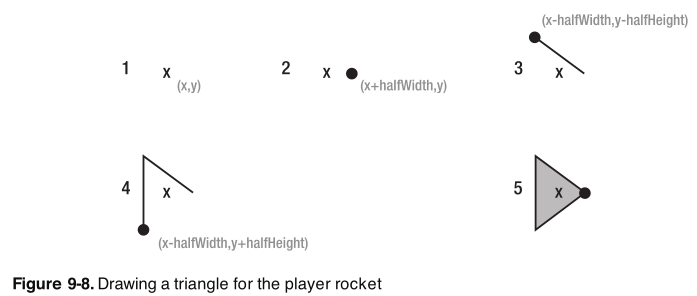 (x-halfWidth,y-halfHeight)
1 x (x,y)
2 x (x+halfWidth,y)
3 x
4 x
(x-halfWidth,y+halfHeight)
5 x
Figure 9-8. Drawing a triangle for the player rocket